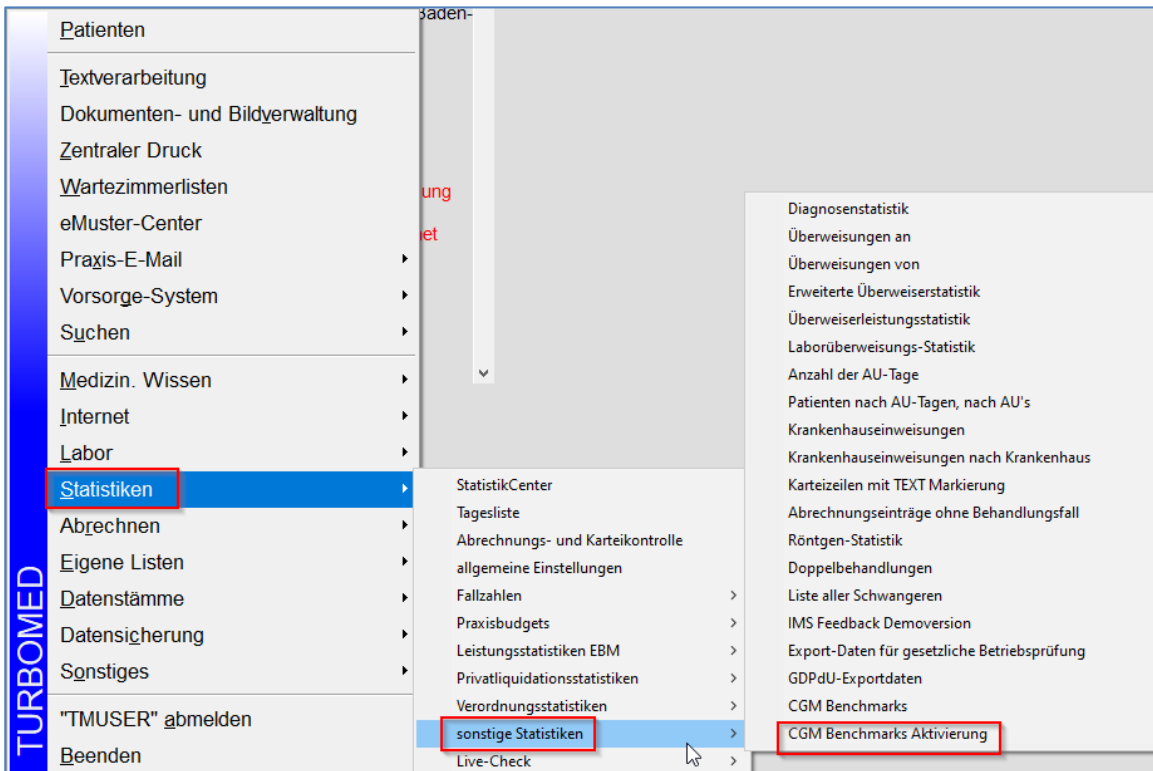 Baden-
Patienten
Textverarbeitung
Dokumenten- und Bildverwaltung
Zentraler Druck
Wartezimmerlisten
eMuster-Center
Praxis-E-Mail
Vorsorge-System
Suchen
Medizin. Wissen
Internet
Labor
Statistiken
Abrechnen
Eigene Listen
Datenstämme
Datensicherung
Sonstiges
"TMUSER" abmelden
Beenden
TURBOMED
ung
et
StatistikCenter
Tagesliste
Abrechnungs- und Karteikontrolle
allgemeine Einstellungen
Fallzahlen
Praxisbudgets
Leistungsstatistiken EBM
Privatliquidationsstatistiken
Verordnungsstatistiken
sonstige Statistiken
Live-Check
Diagnosenstatistik
Überweisungen an
Überweisungen von
Erweiterte Überweiserstatistik
Überweiserleistungsstatistik
Laborüberweisungs-Statistik
Anzahl der AU-Tage
Patienten nach AU-Tagen, nach AU's
Krankenhauseinweisungen
Krankenhauseinweisungen nach Krankenhaus
Karteizeilen mit TEXT Markierung
Abrechnungseinträge ohne Behandlungsfall
Röntgen-Statistik
Doppelbehandlungen
Liste aller Schwangeren
IMS Feedback Demoversion
Export-Daten für gesetzliche Betriebsprüfung
GDPdU-Exportdaten
CGM Benchmarks
CGM Benchmarks Aktivierung